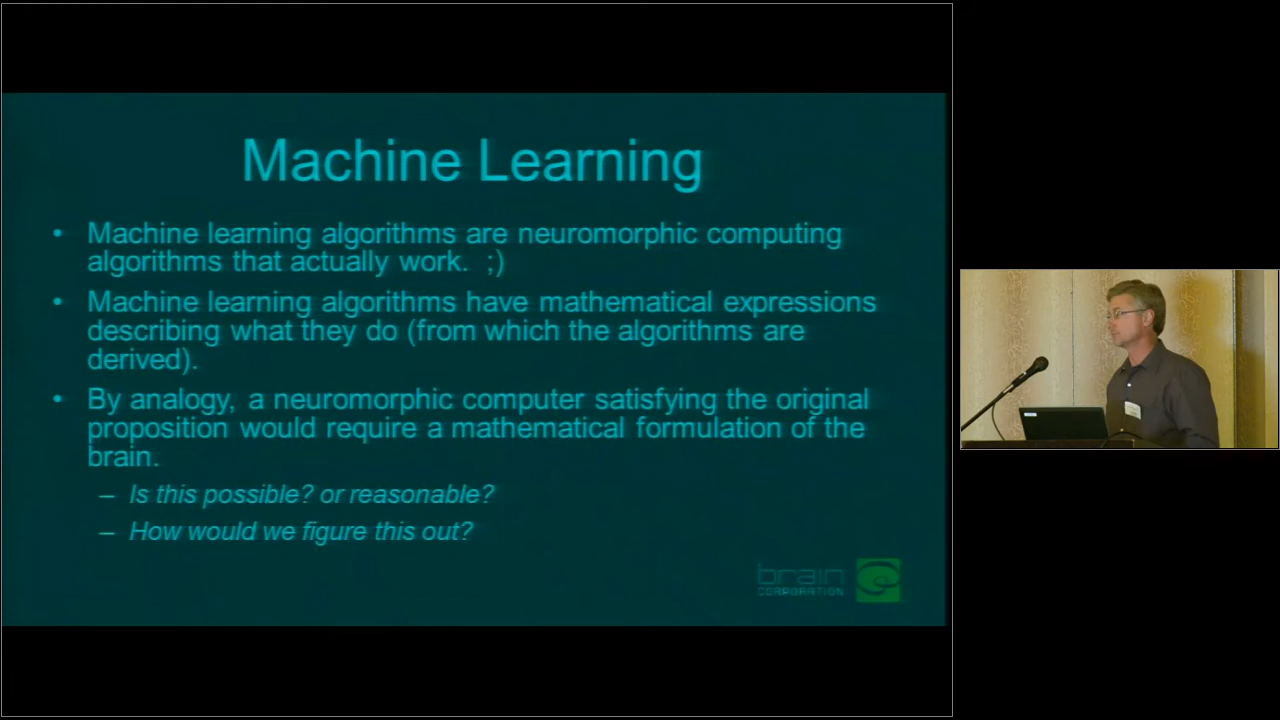 Machine Learning
• Machine learning algorithms are neuromorphic computing
algorithms that actually work. ;)
• Machine learning algorithms have mathematical expressions
describing what they do (from which the algorithms are
derived).
• By analogy, a neuromorphic computer satisfying the original
proposition would require a mathematical formulation of the
brain.
– Is this possible? or reasonable?
– How would we figure this out?
brain
CORPORATION